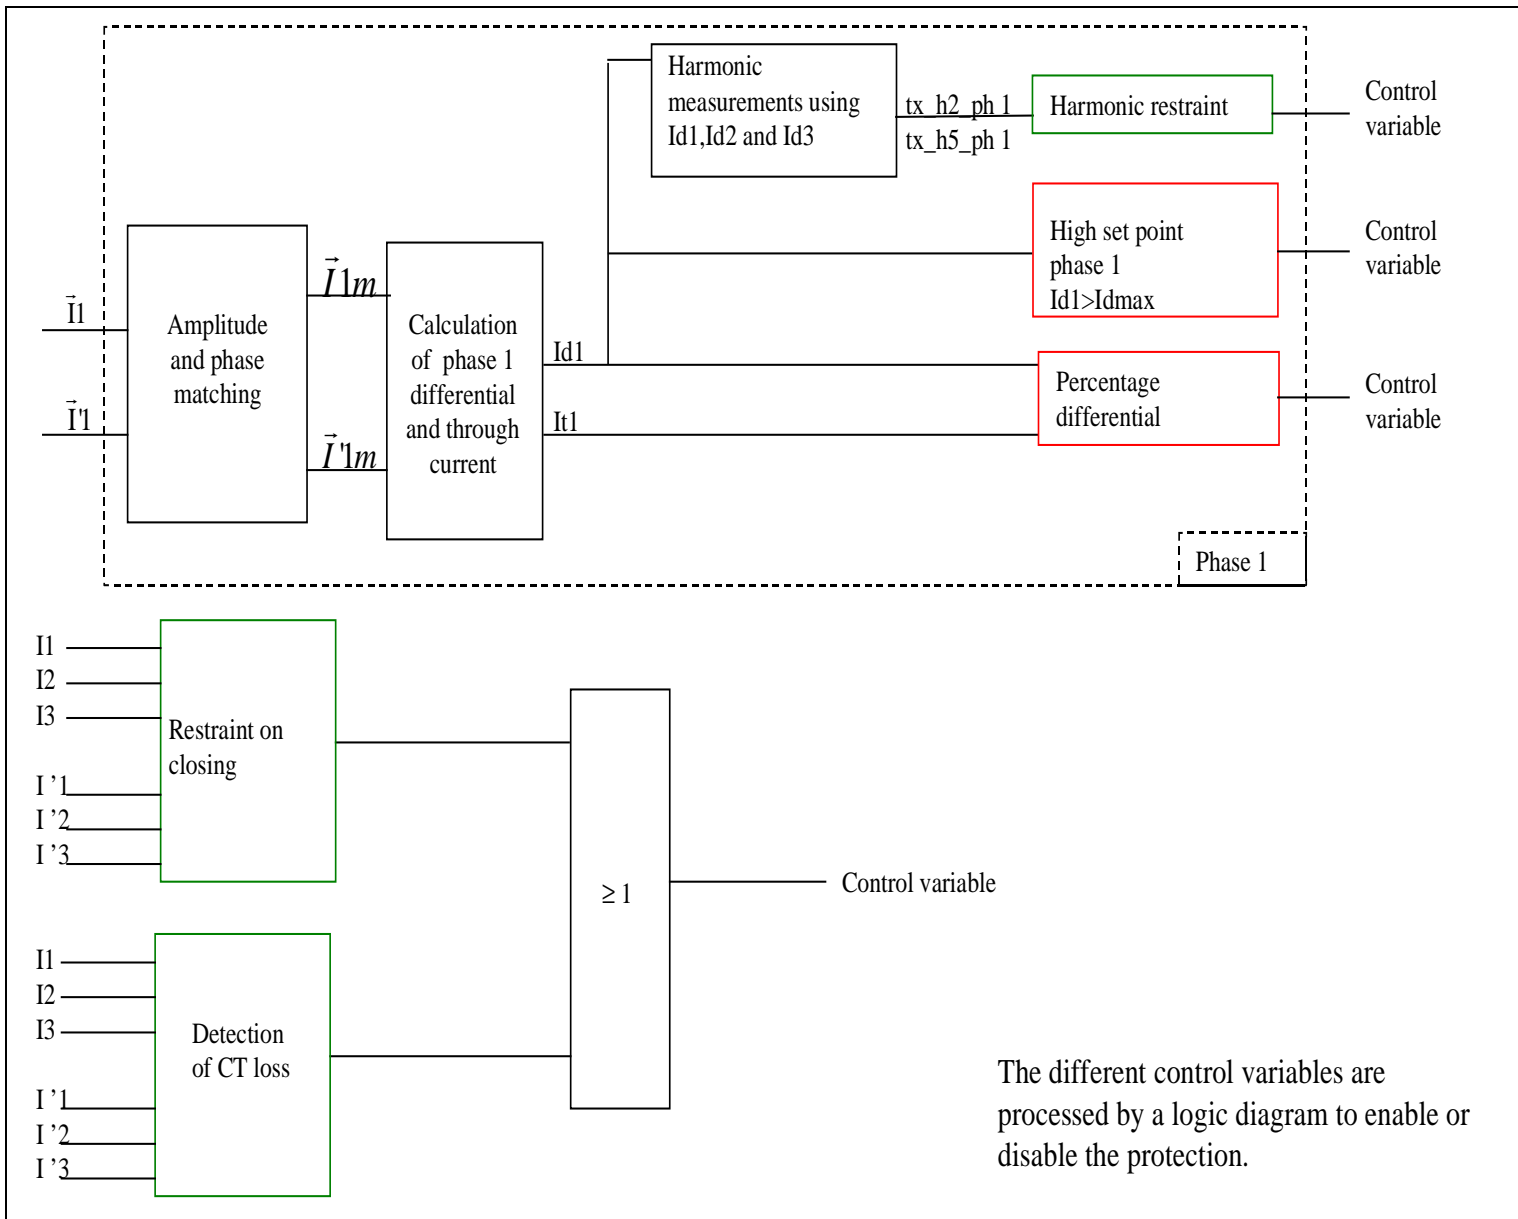 Harmonic
measurements using
Id1,Id2 and Id3
tx_h2_ph 1
tx_h5_ph 1
Harmonic restraint
Control
variable
High set point
phase 1
Id1>Idmax
Control
variable
I⃗1
I⃗'1
Amplitude
and phase
matching
I⃗1m
I⃗'1m
Calculation
of phase 1
differential
and through
current
Id1
It1
Percentage
differential
Control
variable
Phase 1
I1
I2
I3
I ’1
I ’2
I ’3
Restraint on
closing
≥ 1
Control variable
I1
I2
I3
I ’1
I ’2
I ’3
Detection
of CT loss
The different control variables are
processed by a logic diagram to enable or
disable the protection.